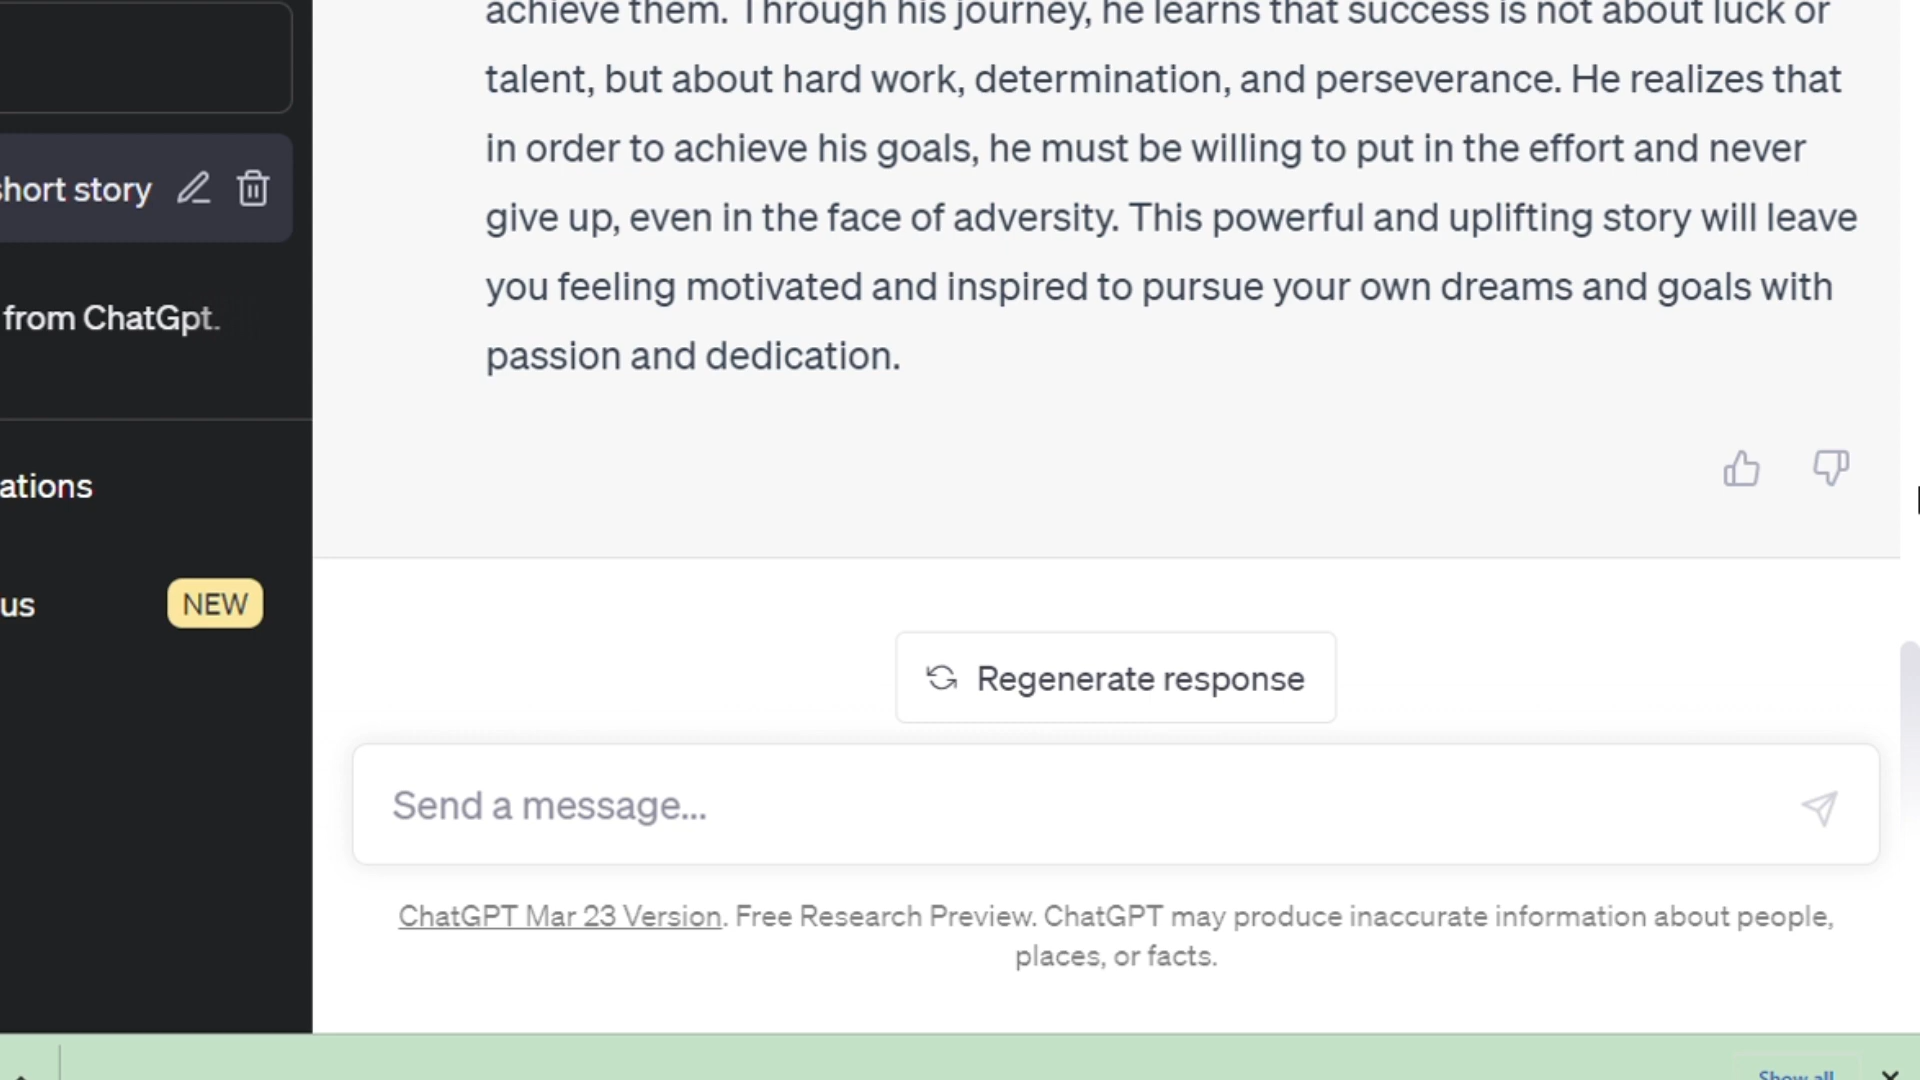 achieve them. Through his journey, he learns that success is not about luck or
talent, but about hard work, determination, and perseverance. He realizes that
in order to achieve his goals, he must be willing to put in the effort and never
give up, even in the face of adversity. This powerful and uplifting story will leave
you feeling motivated and inspired to pursue your own dreams and goals with
passion and dedication.
short story
from ChatGpt.
ations
us
NEW
Regenerate response
Send a message...
ChatGPT Mar 23 Version. Free Research Preview. ChatGPT may produce inaccurate information about people,
places, or facts.
Show all